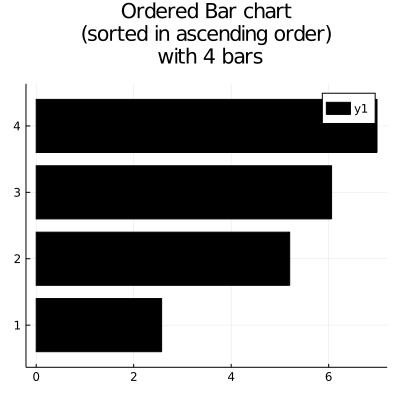 Ordered Bar chart
(sorted in ascending order)
with 4 bars
y1
4
3
2
1
0 2 4 6